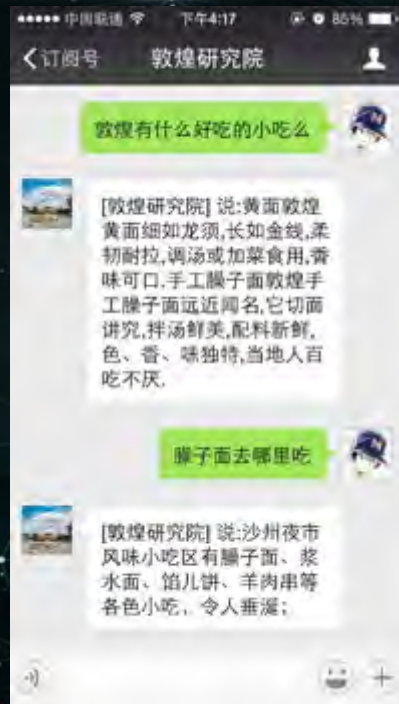 中国联通 下午4:17 86%
订阅号 敦煌研究院
敦煌有什么好吃的小吃么
[敦煌研究院] 说:黄面敦煌
黄面细如龙须,长如金线,柔
韧耐拉,调汤或加菜食用,香
味可口.手工臊子面敦煌手
工臊子面远近闻名,它切面
讲究,拌汤鲜美,配料新鲜,
色、香、味独特,当地人百
吃不厌.
臊子面去哪里吃
[敦煌研究院] 说:沙州夜市
风味小吃区有臊子面、浆
水面、馅儿饼、羊肉串等
各色小吃，令人垂涎；